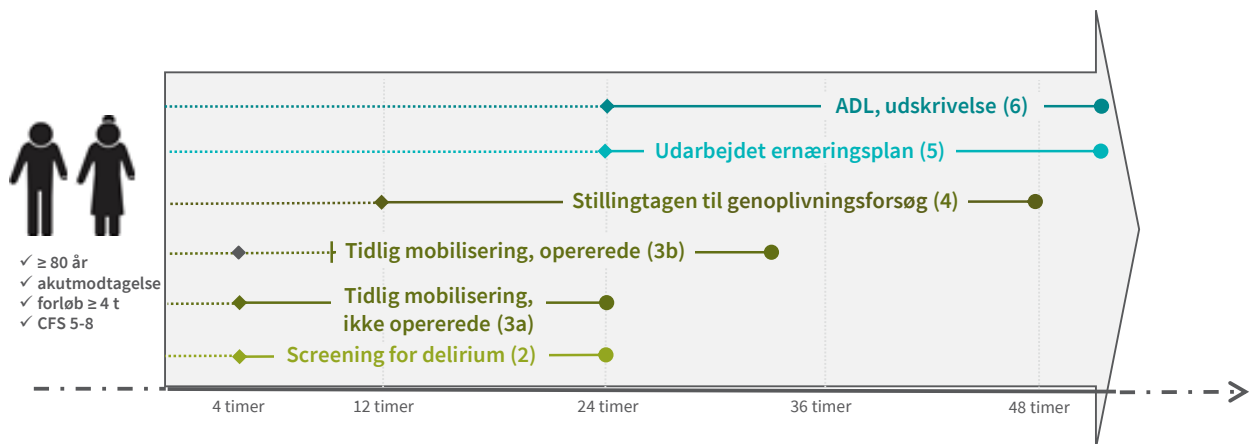 ADL, udskrivelse (6)
Udarbejdet ernæringsplan (5)
Stillingtagen til genoplivningsforsøg (4)
Tidlig mobilisering, opererede (3b)
✓ ≥ 80 år
✓ akutmodtagelse
✓ forløb ≥ 4 t
✓ CFS 5-8
Tidlig mobilisering,
ikke opererede (3a)
Screening for delirium (2)
4 timer
12 timer
24 timer
36 timer
48 timer